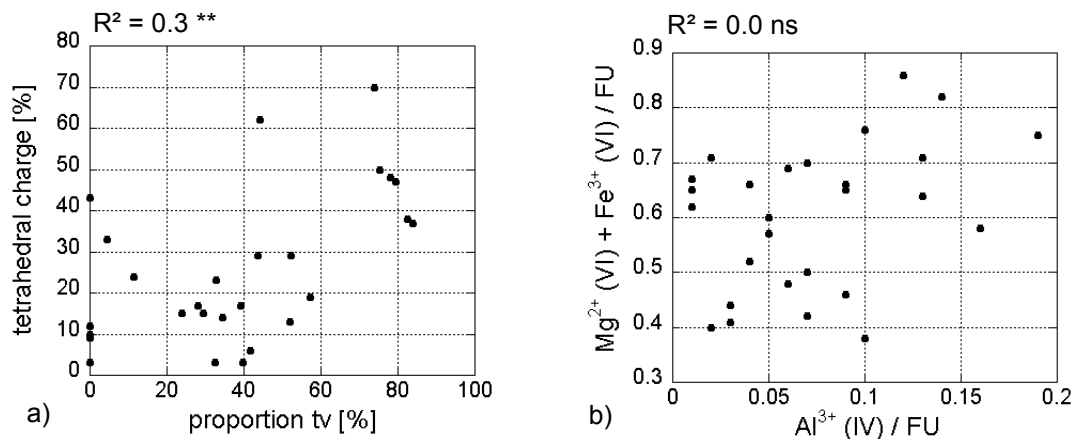 R² = 0.3 **
80
70
60
50
40
30
20
10
0
tetrahedral charge [%]
0 20 40 60 80 100
proportion tv [%]
a)
R² = 0.0 ns
0.9
0.8
0.7
0.6
0.5
0.4
0.3
Mg²⁺ (VI) + Fe³⁺ (VI) / FU
0 0.05 0.1 0.15 0.2
Al³⁺ (IV) / FU
b)